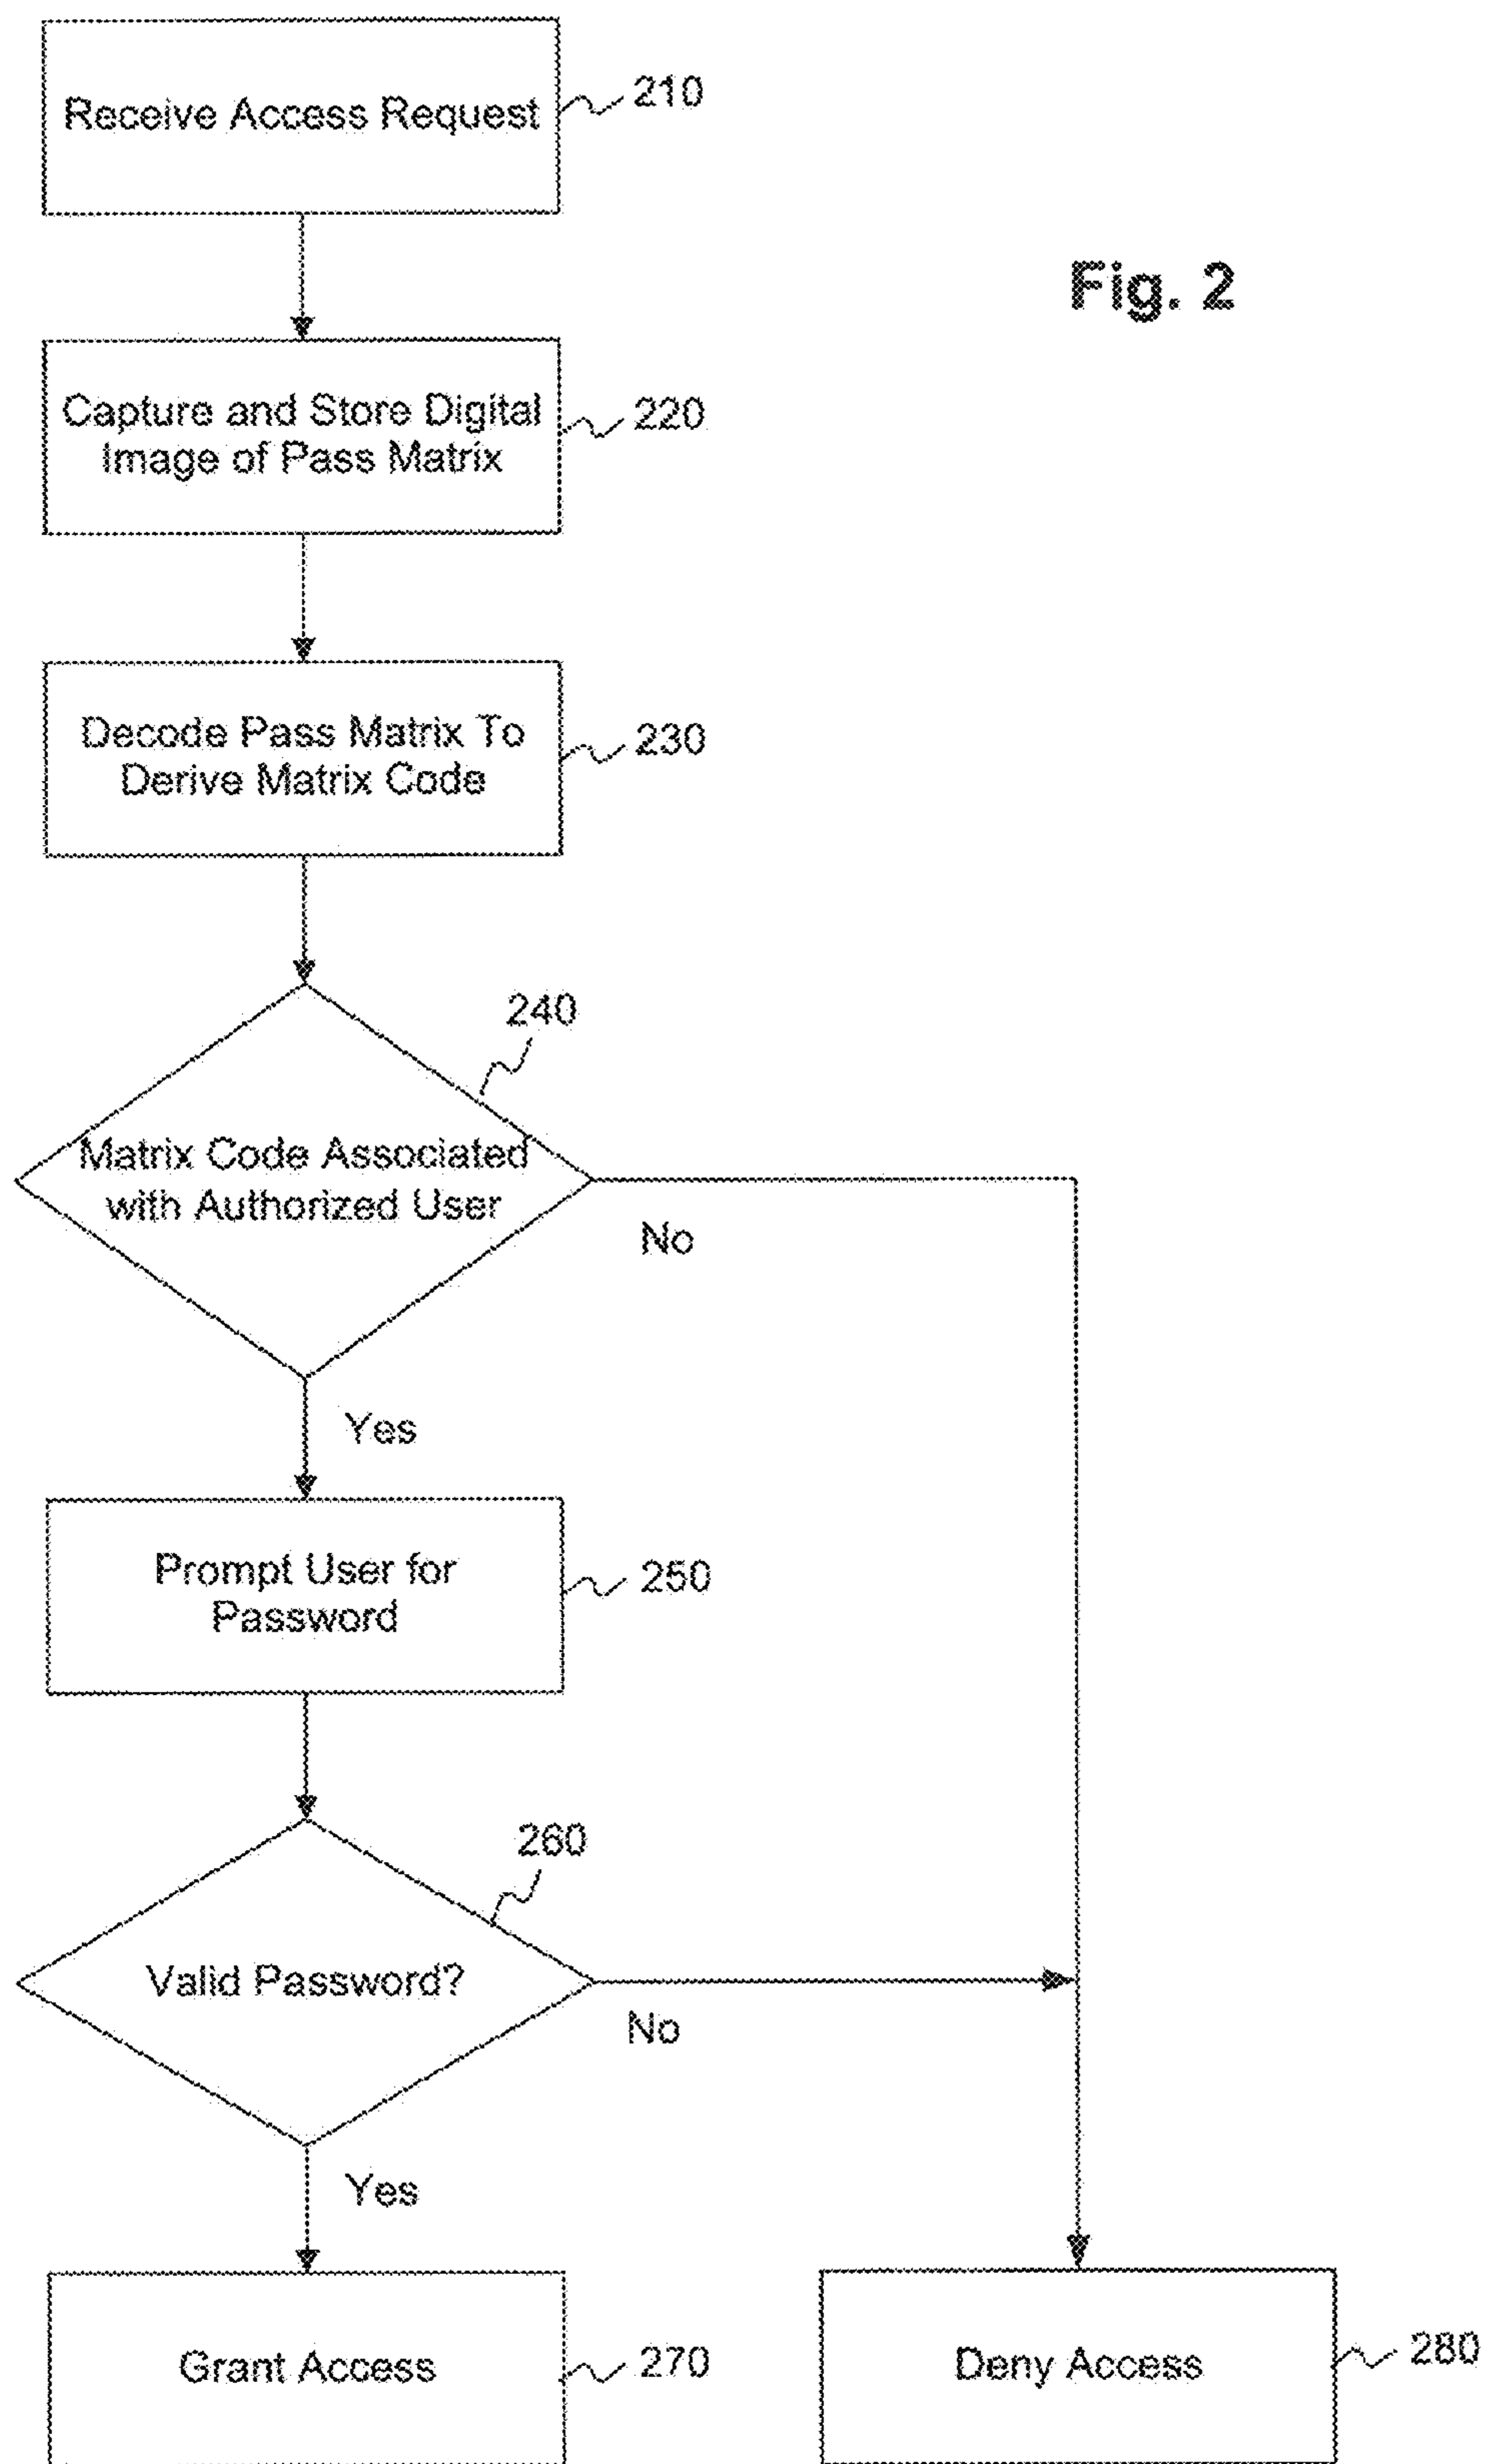 Receive Access Request
210
Fig. 2
Capture and Store Digital
Image of Pass Matrix
220
Decode Pass Matrix To
Derive Matrix Code
230
240
Matrix Code Associated
with Authorized User
No
Yes
Prompt User for
Password
250
260
Valid Password?
No
Yes
Grant Access
270
Deny Access
280